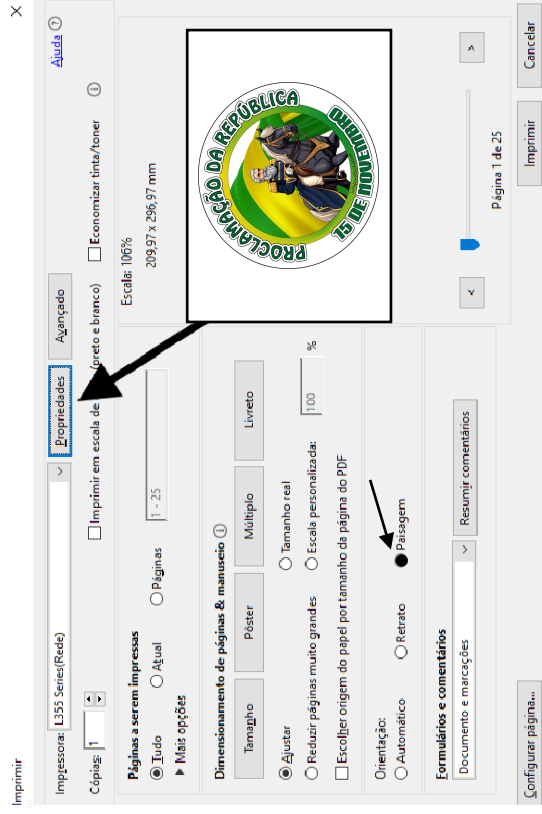 Imprimir
X
Impressora: L355 Series(Rede)
Propriedades
Avançado
Ajuda
Cópias: 1
Imprimir em escala de (preto e branco)
Economizar tinta/toner
Páginas a serem impressas
Tudo
Atual
Páginas
1 - 25
Mais opções
Dimensionamento de páginas & manuseio
Tamanho
Pôster
Múltiplo
Livreto
Ajustar
Tamanho real
Reduzir páginas muito grandes
Escala personalizada:
100
%
Escolher origem do papel por tamanho da página do PDF
Orientação:
Automático
Retrato
Paisagem
Formulários e comentários
Documento e marcações
Resumir comentários
Escala: 106%
209,97 x 296,97 mm
PROCLAMAÇÃO DA REPÚBLICA
15 DE NOVEMBRO
<
>
Página 1 de 25
Configurar página...
Imprimir
Cancelar